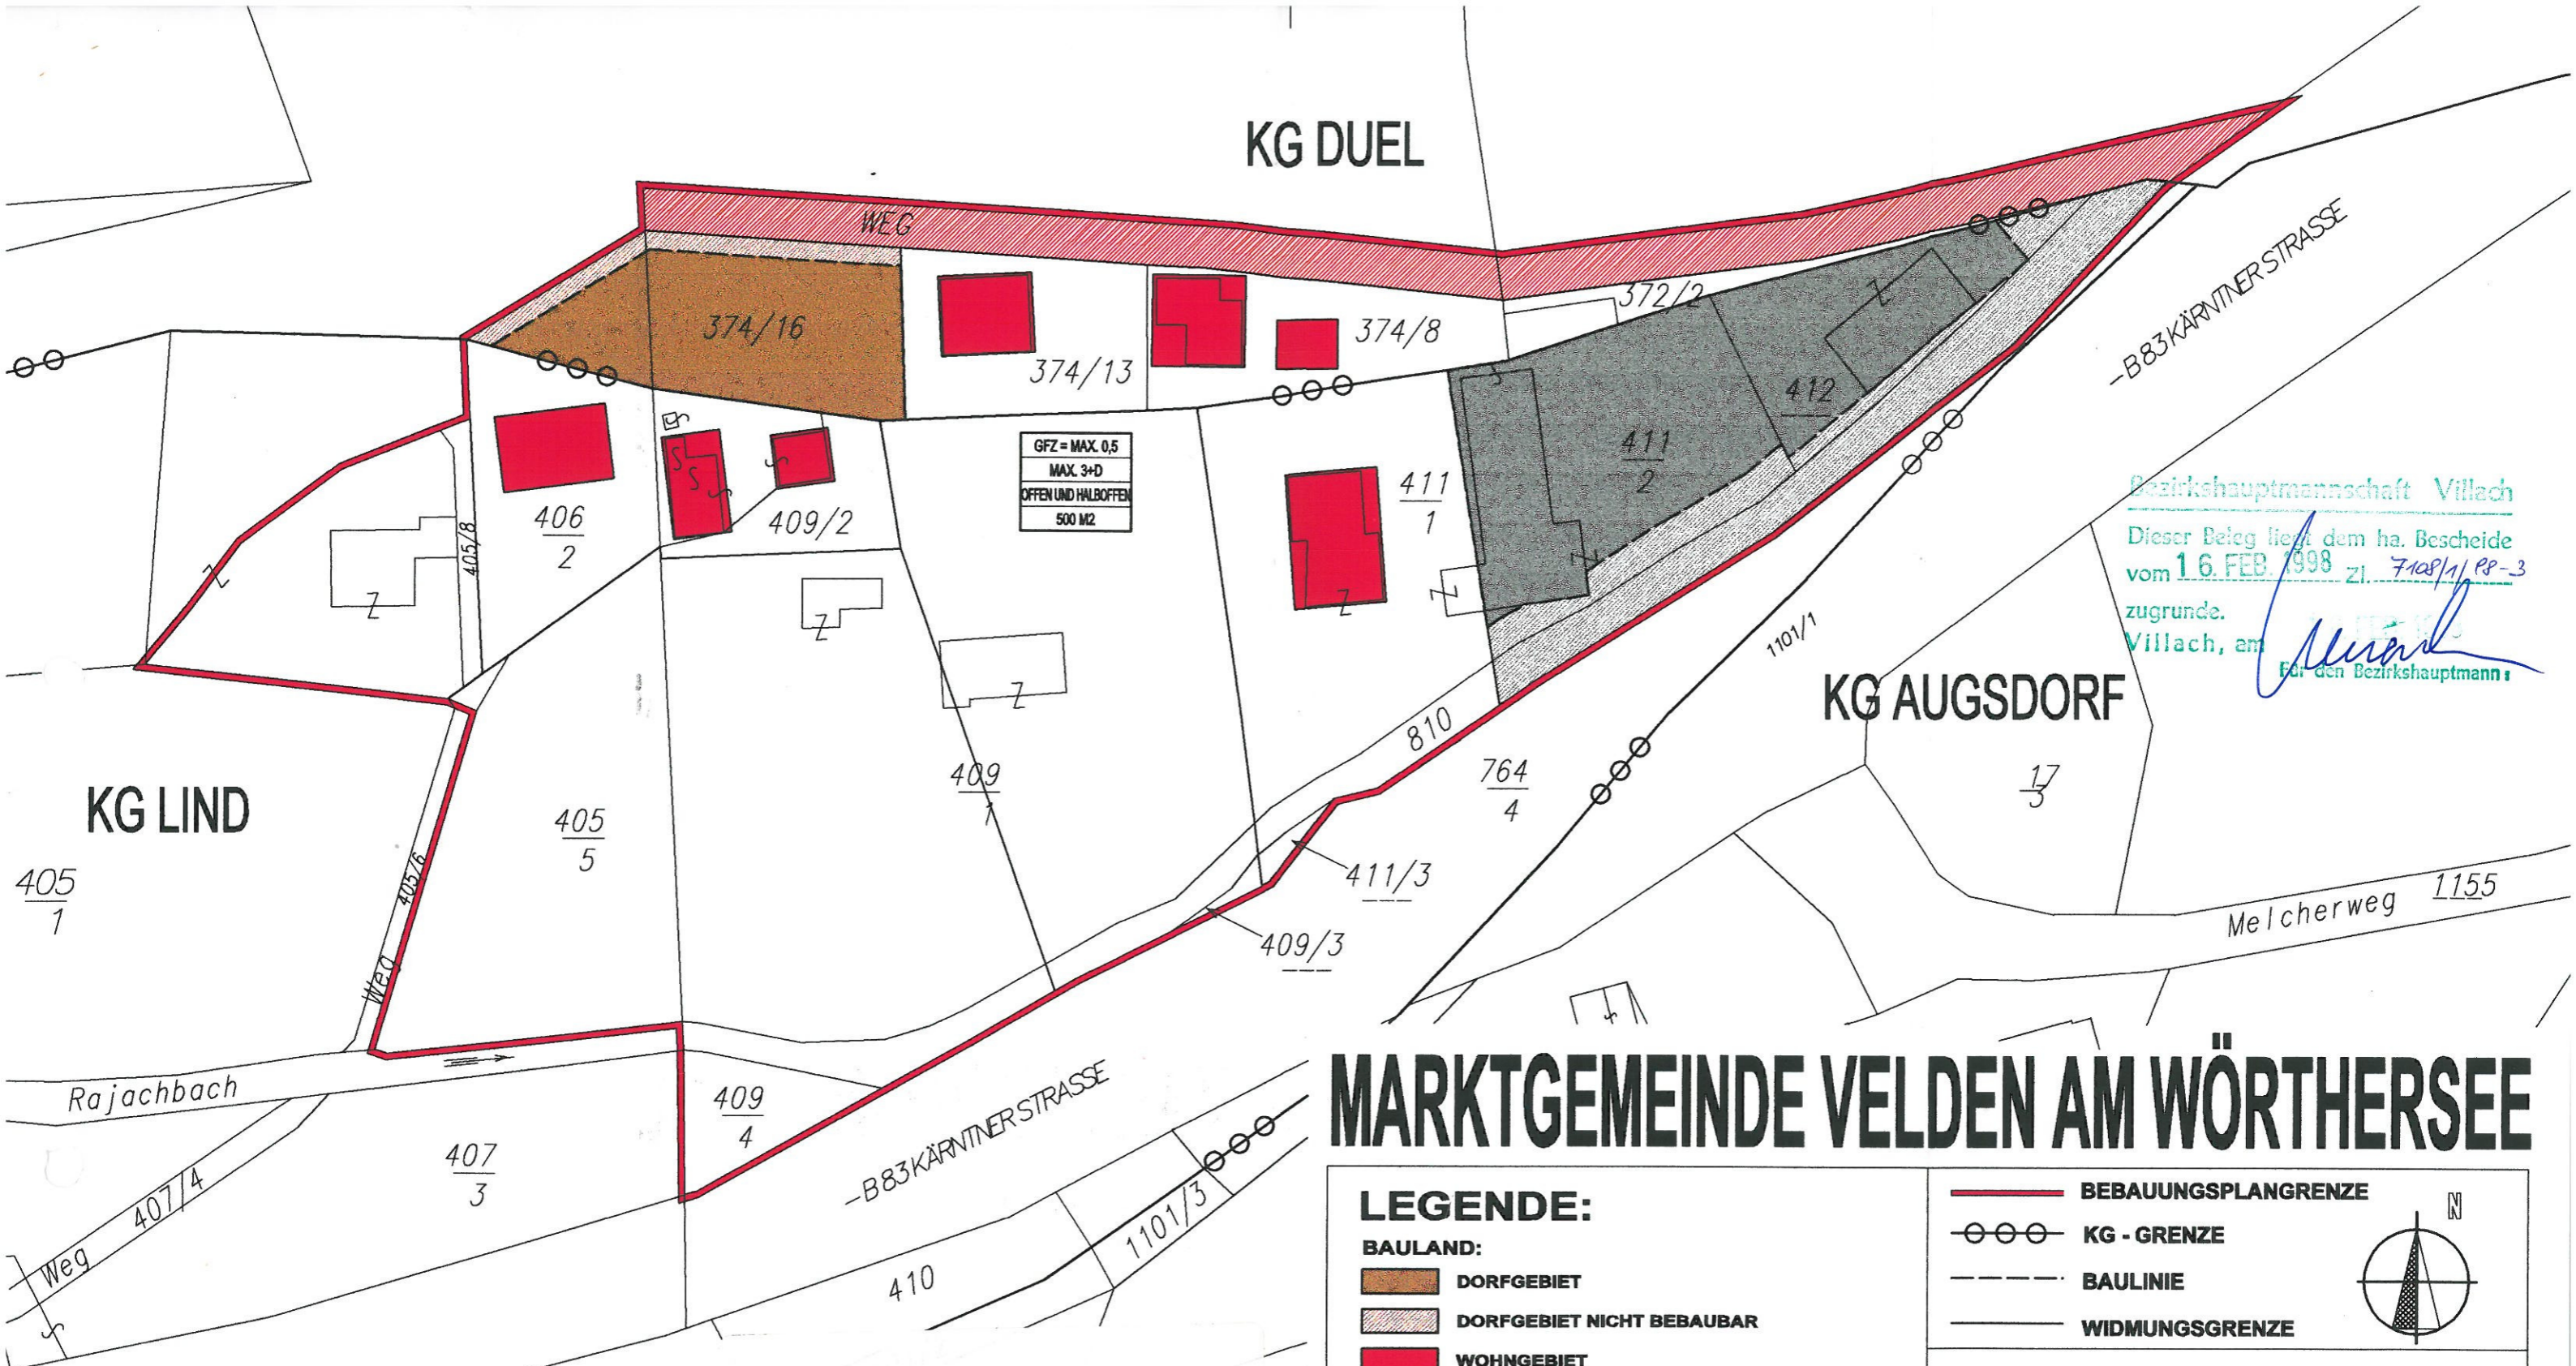 KG DUEL
WEG
374/16
374/13
374/8
372/2
-B83 KÄRNTNER STRASSE
412
411
2
411
1
GFZ = MAX. 0,5
MAX. 3+D
OFFEN UND HALBOFFEN
500 M2
406
2
409/2
405/8
Bezirkshauptmannschaft Villach
Dieser Beleg liegt dem ha. Bescheide
vom 16. FEB. 1998 Zl. 7108/1/98-3
zugrunde.
Villach, am
Für den Bezirkshauptmann:
1101/1
KG AUGSDORF
810
764
4
17
3
409
1
KG LIND
405
5
405
1
405/6
Weg
411/3
409/3
Melcherweg 1155
Rajachbach
409
4
-B83 KÄRNTNER STRASSE
407
3
407/4
Weg
1101/3
410
MARKTGEMEINDE VELDEN AM WÖRTHERSEE
LEGENDE:
BAULAND:
DORFGEBIET
DORFGEBIET NICHT BEBAUBAR
WOHNGEBIET
BEBAUUNGSPLANGRENZE
KG - GRENZE
BAULINIE
WIDMUNGSGRENZE
N